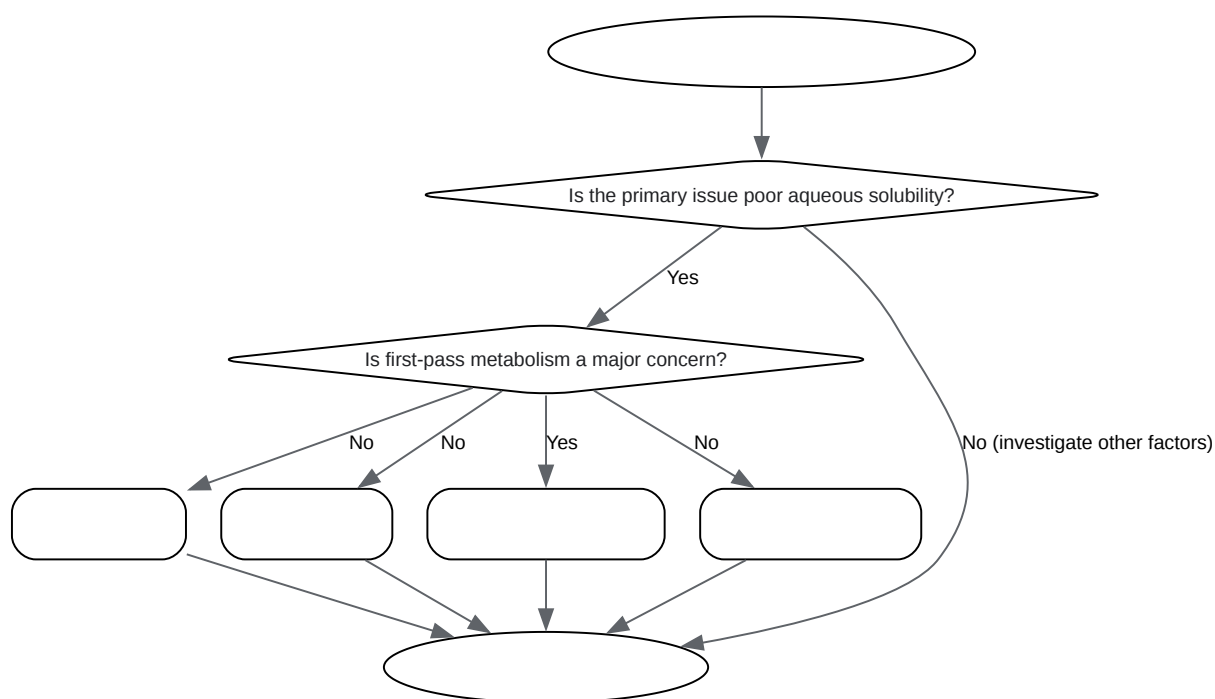 Is the primary issue poor aqueous solubility?
Yes
Is first-pass metabolism a major concern?
No
No
Yes
No
No (investigate other factors)